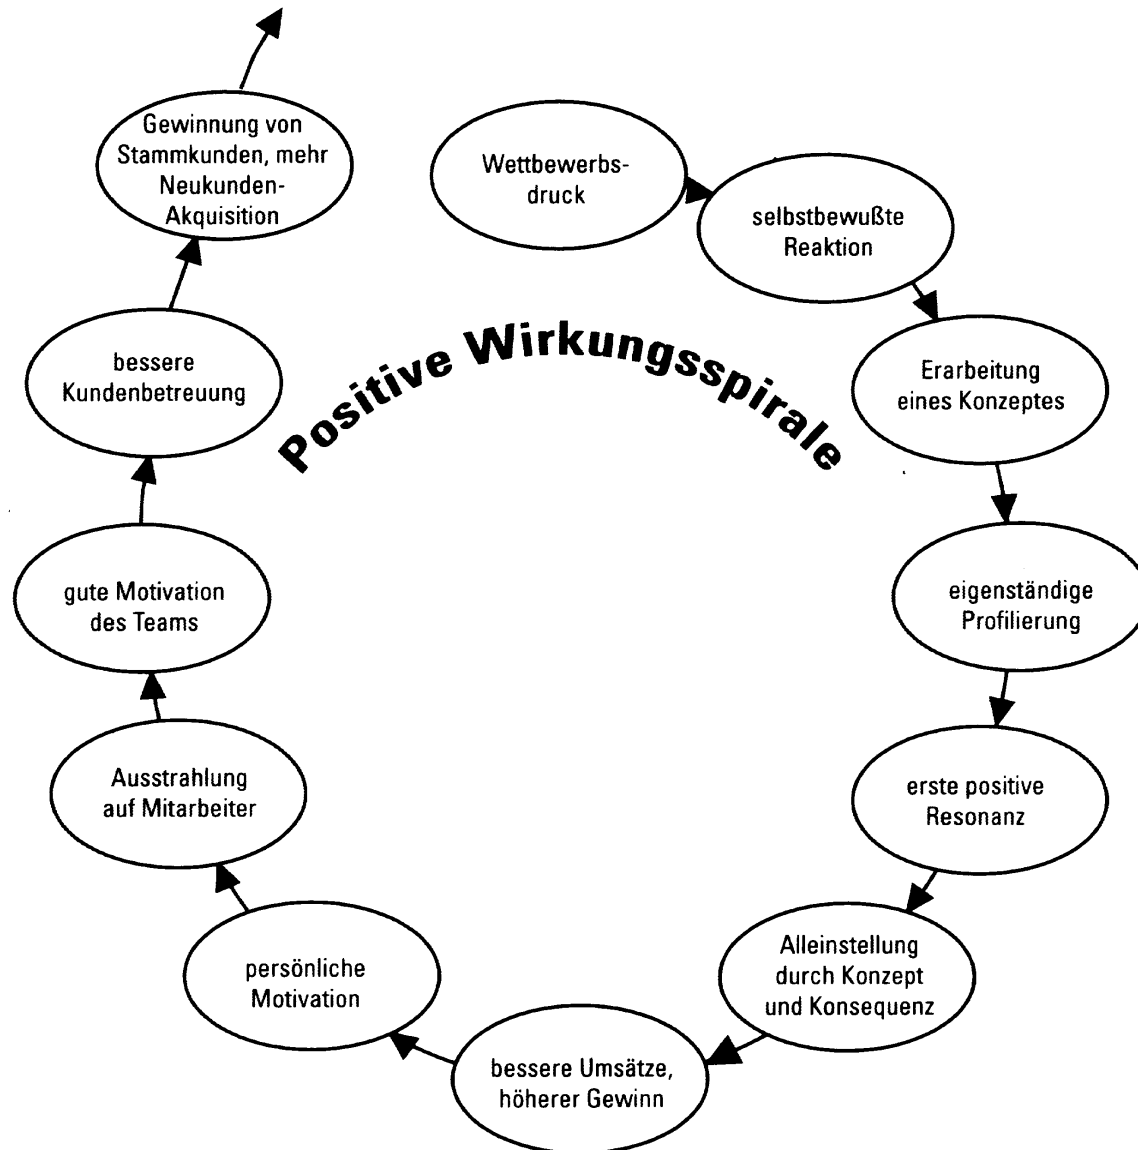 Positive Wirkungsspirale
Wettbewerbs-
druck
selbstbewußte
Reaktion
Erarbeitung
eines Konzeptes
eigenständige
Profilierung
erste positive
Resonanz
Alleinstellung
durch Konzept
und Konsequenz
bessere Umsätze,
höherer Gewinn
persönliche
Motivation
Ausstrahlung
auf Mitarbeiter
gute Motivation
des Teams
bessere
Kundenbetreuung
Gewinnung von
Stammkunden, mehr
Neukunden-
Akquisition